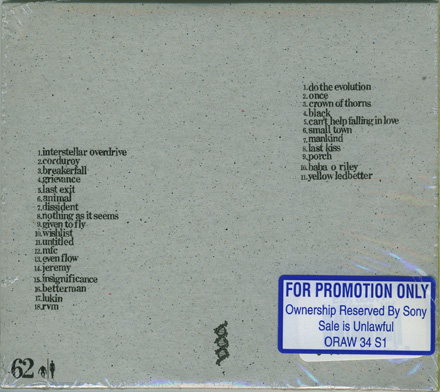 1.interstellar overdrive
2.corduroy
3.breakerfall
4.grievance
5.last exit
6.animal
7.dissident
8.nothing as it seems
9.given to fly
10.wishlist
11.untitled
12.mfc
13.even flow
14.jeremy
15.insignificance
16.betterman
17.lukin
18.rvm
1.do the evolution
2.once
3.crown of thorns
4.black
5.can't help falling in love
6.small town
7.mankind
8.last kiss
9.porch
10.baba o riley
11.yellow ledbetter
FOR PROMOTION ONLY
Ownership Reserved By Sony
Sale is Unlawful
ORAW 34 S1
62